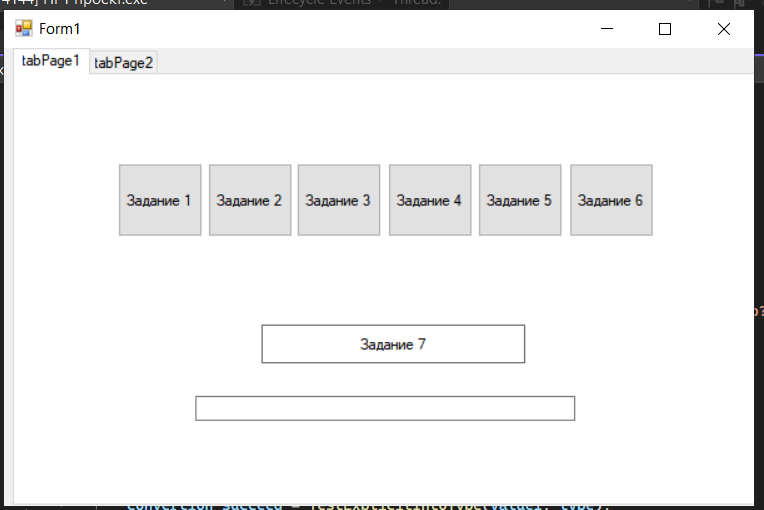 Form1
tabPage1 tabPage2
Задание 1 Задание 2 Задание 3 Задание 4 Задание 5 Задание 6
Задание 7